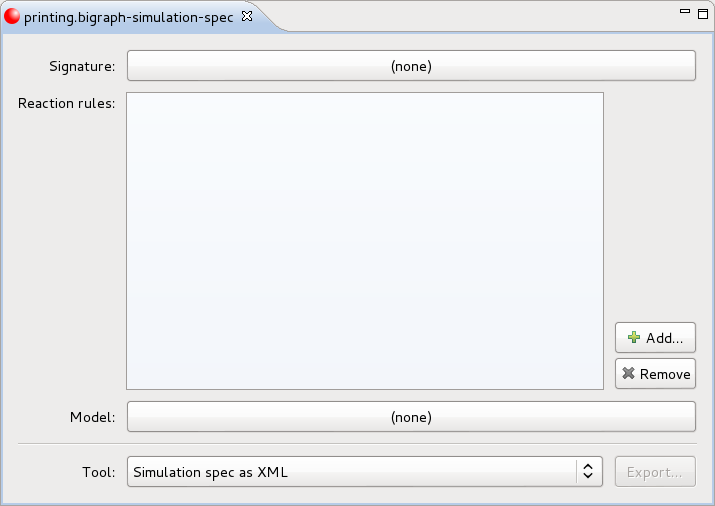 printing.bigraph-simulation-spec
Signature: (none)
Reaction rules:
Add...
Remove
Model: (none)
Tool: Simulation spec as XML Export...